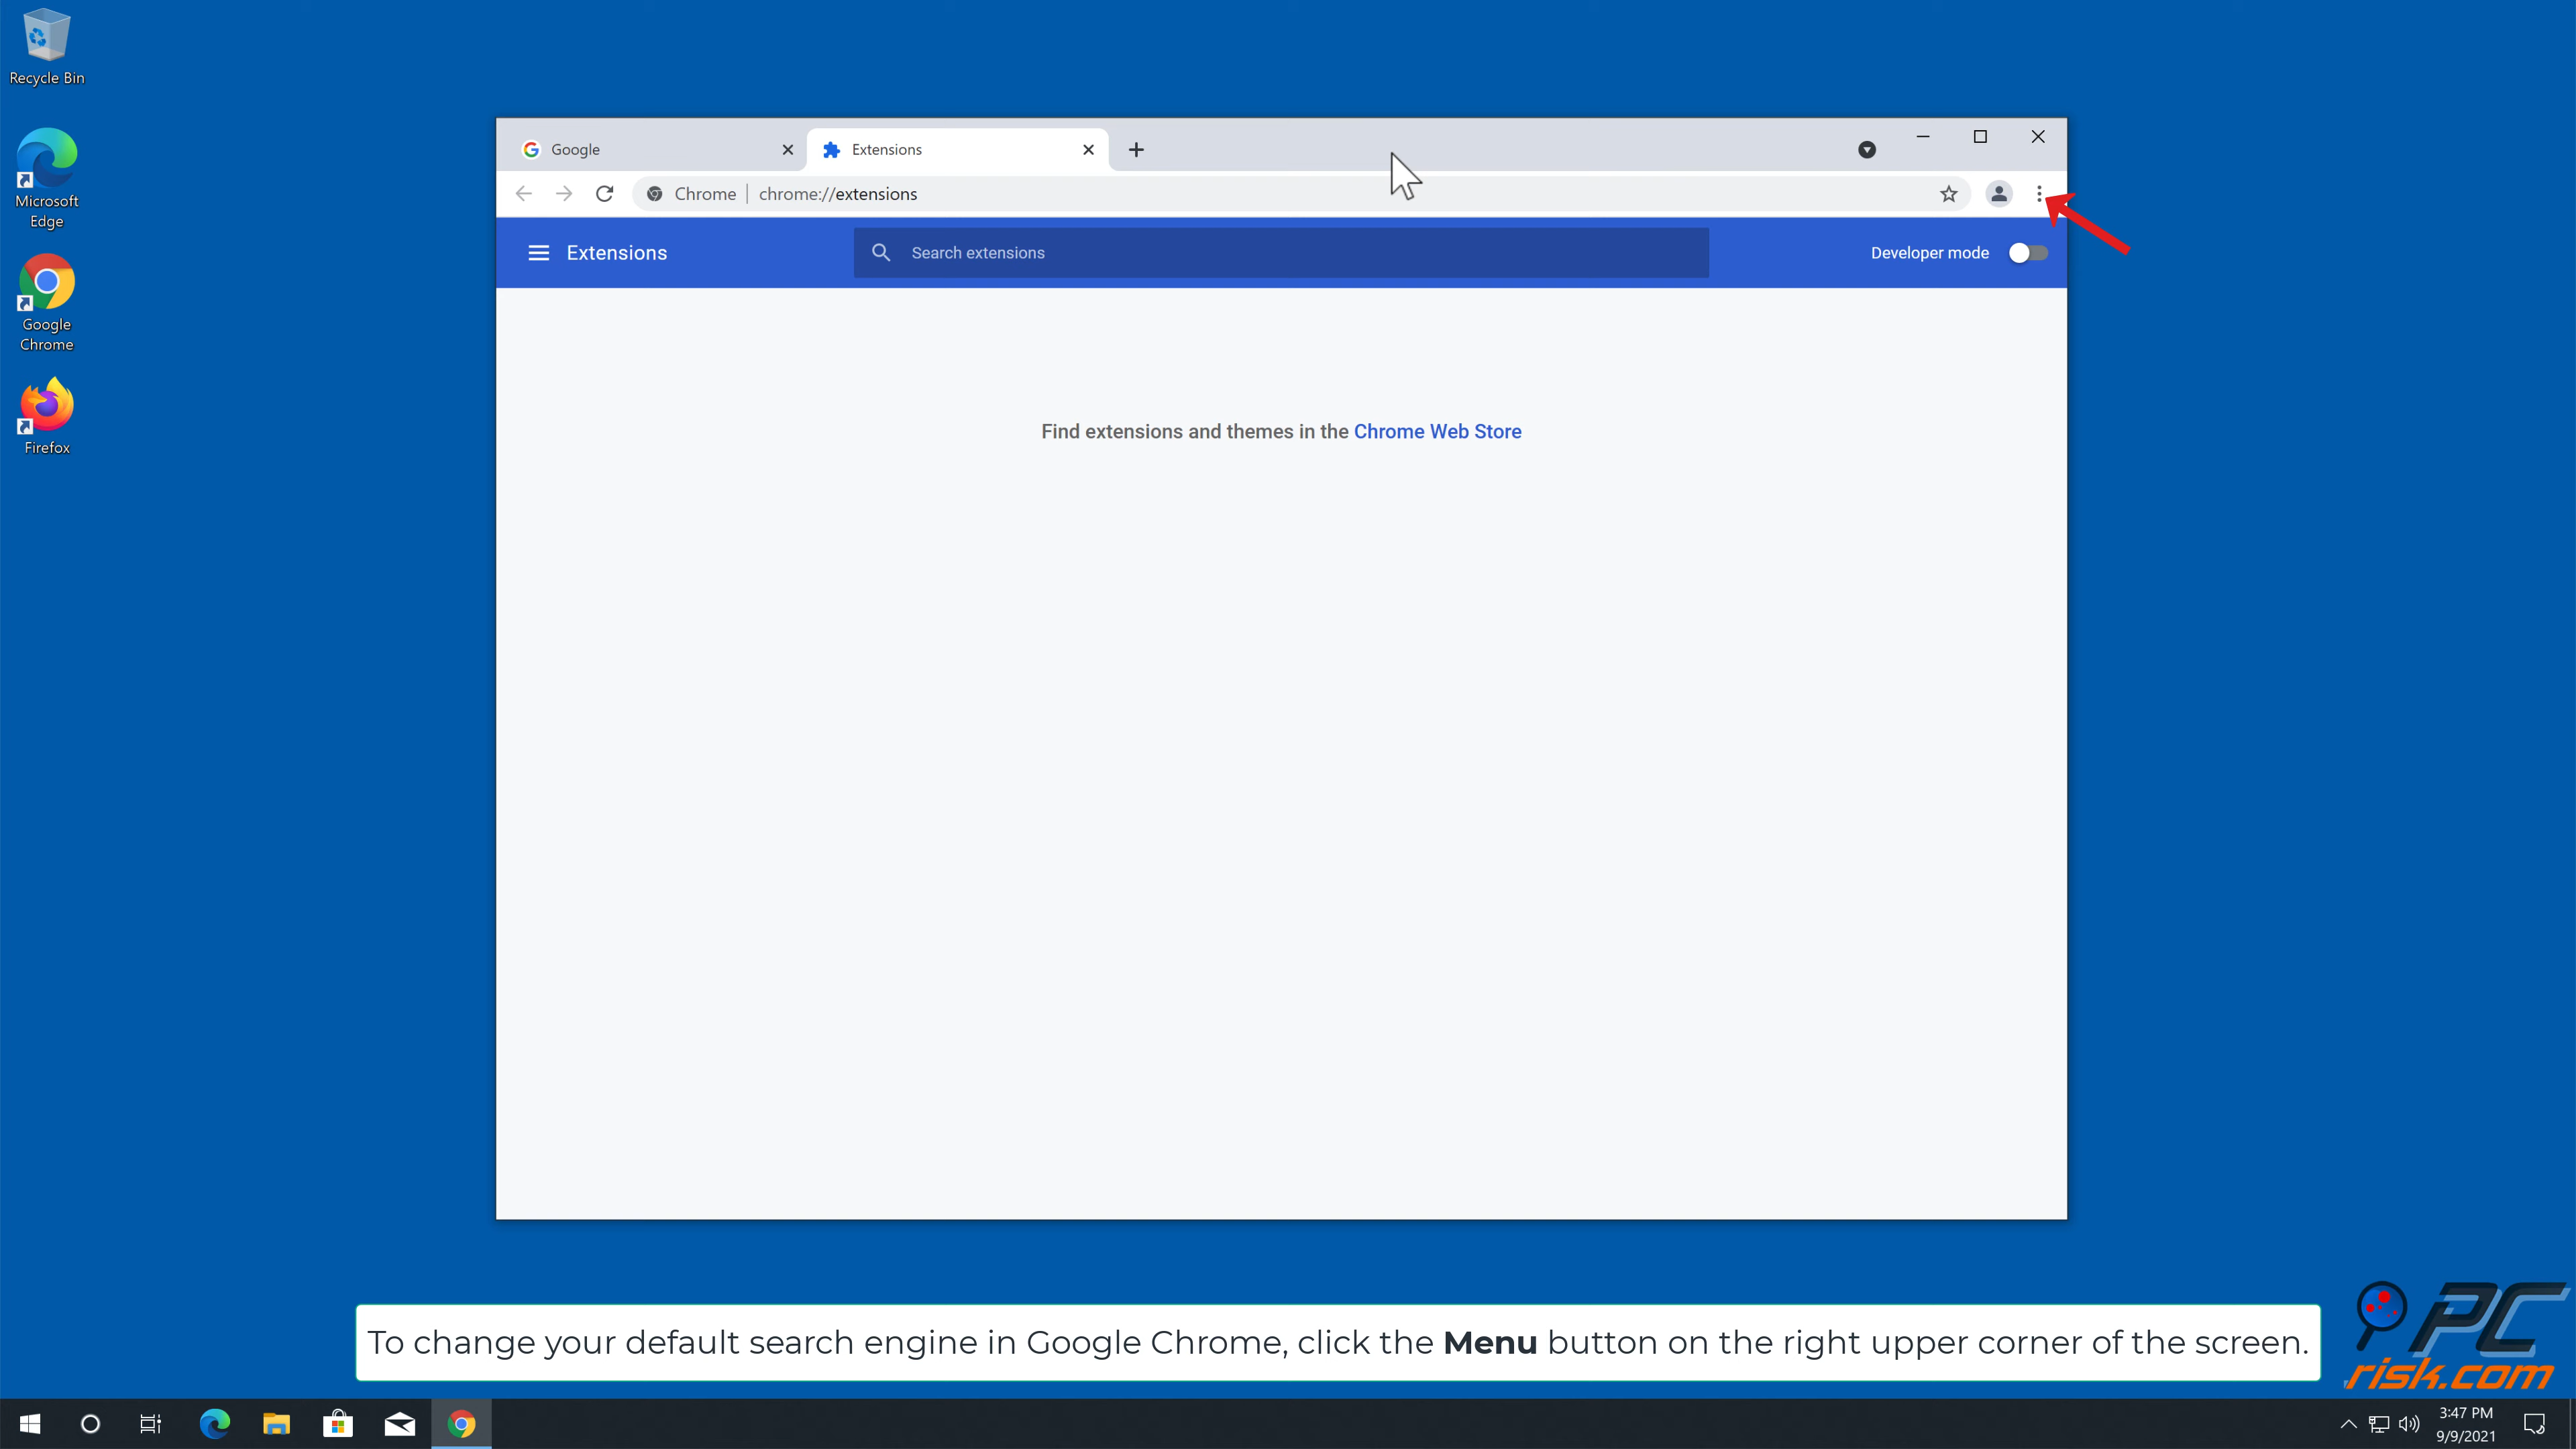 Recycle Bin
Microsoft
Edge
Google
Chrome
Firefox
Google
Extensions
Chrome
chrome://extensions
Extensions
Search extensions
Developer mode
Find extensions and themes in the Chrome Web Store
To change your default search engine in Google Chrome, click the Menu button on the right upper corner of the screen.
PC
risk.com
3:47 PM
9/9/2021